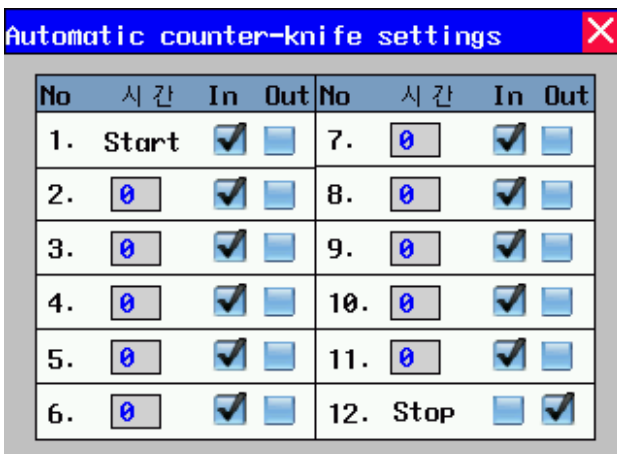 Automatic counter-knife settings
No 시간 In Out No 시간 In Out
1. Start 7. 0
2. 0 8. 0
3. 0 9. 0
4. 0 10. 0
5. 0 11. 0
6. 0 12. Stop